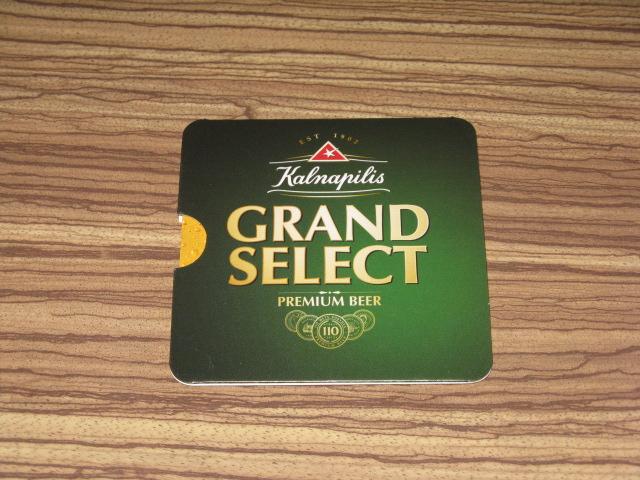 EST 1902
Kalnapilis
GRAND
SELECT
PREMIUM BEER
110